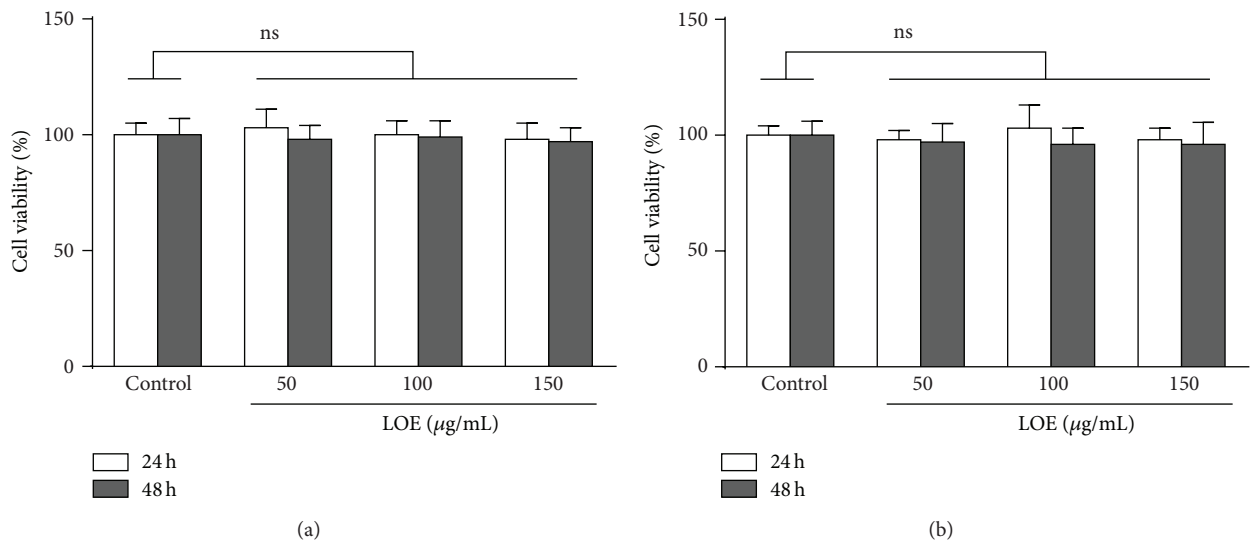 150
ns
100
Cell viability (%)
50
0
Control
50
100
150
LOE (μg/mL)
24 h
48 h
(a)
150
ns
100
Cell viability (%)
50
0
Control
50
100
150
LOE (μg/mL)
24 h
48 h
(b)